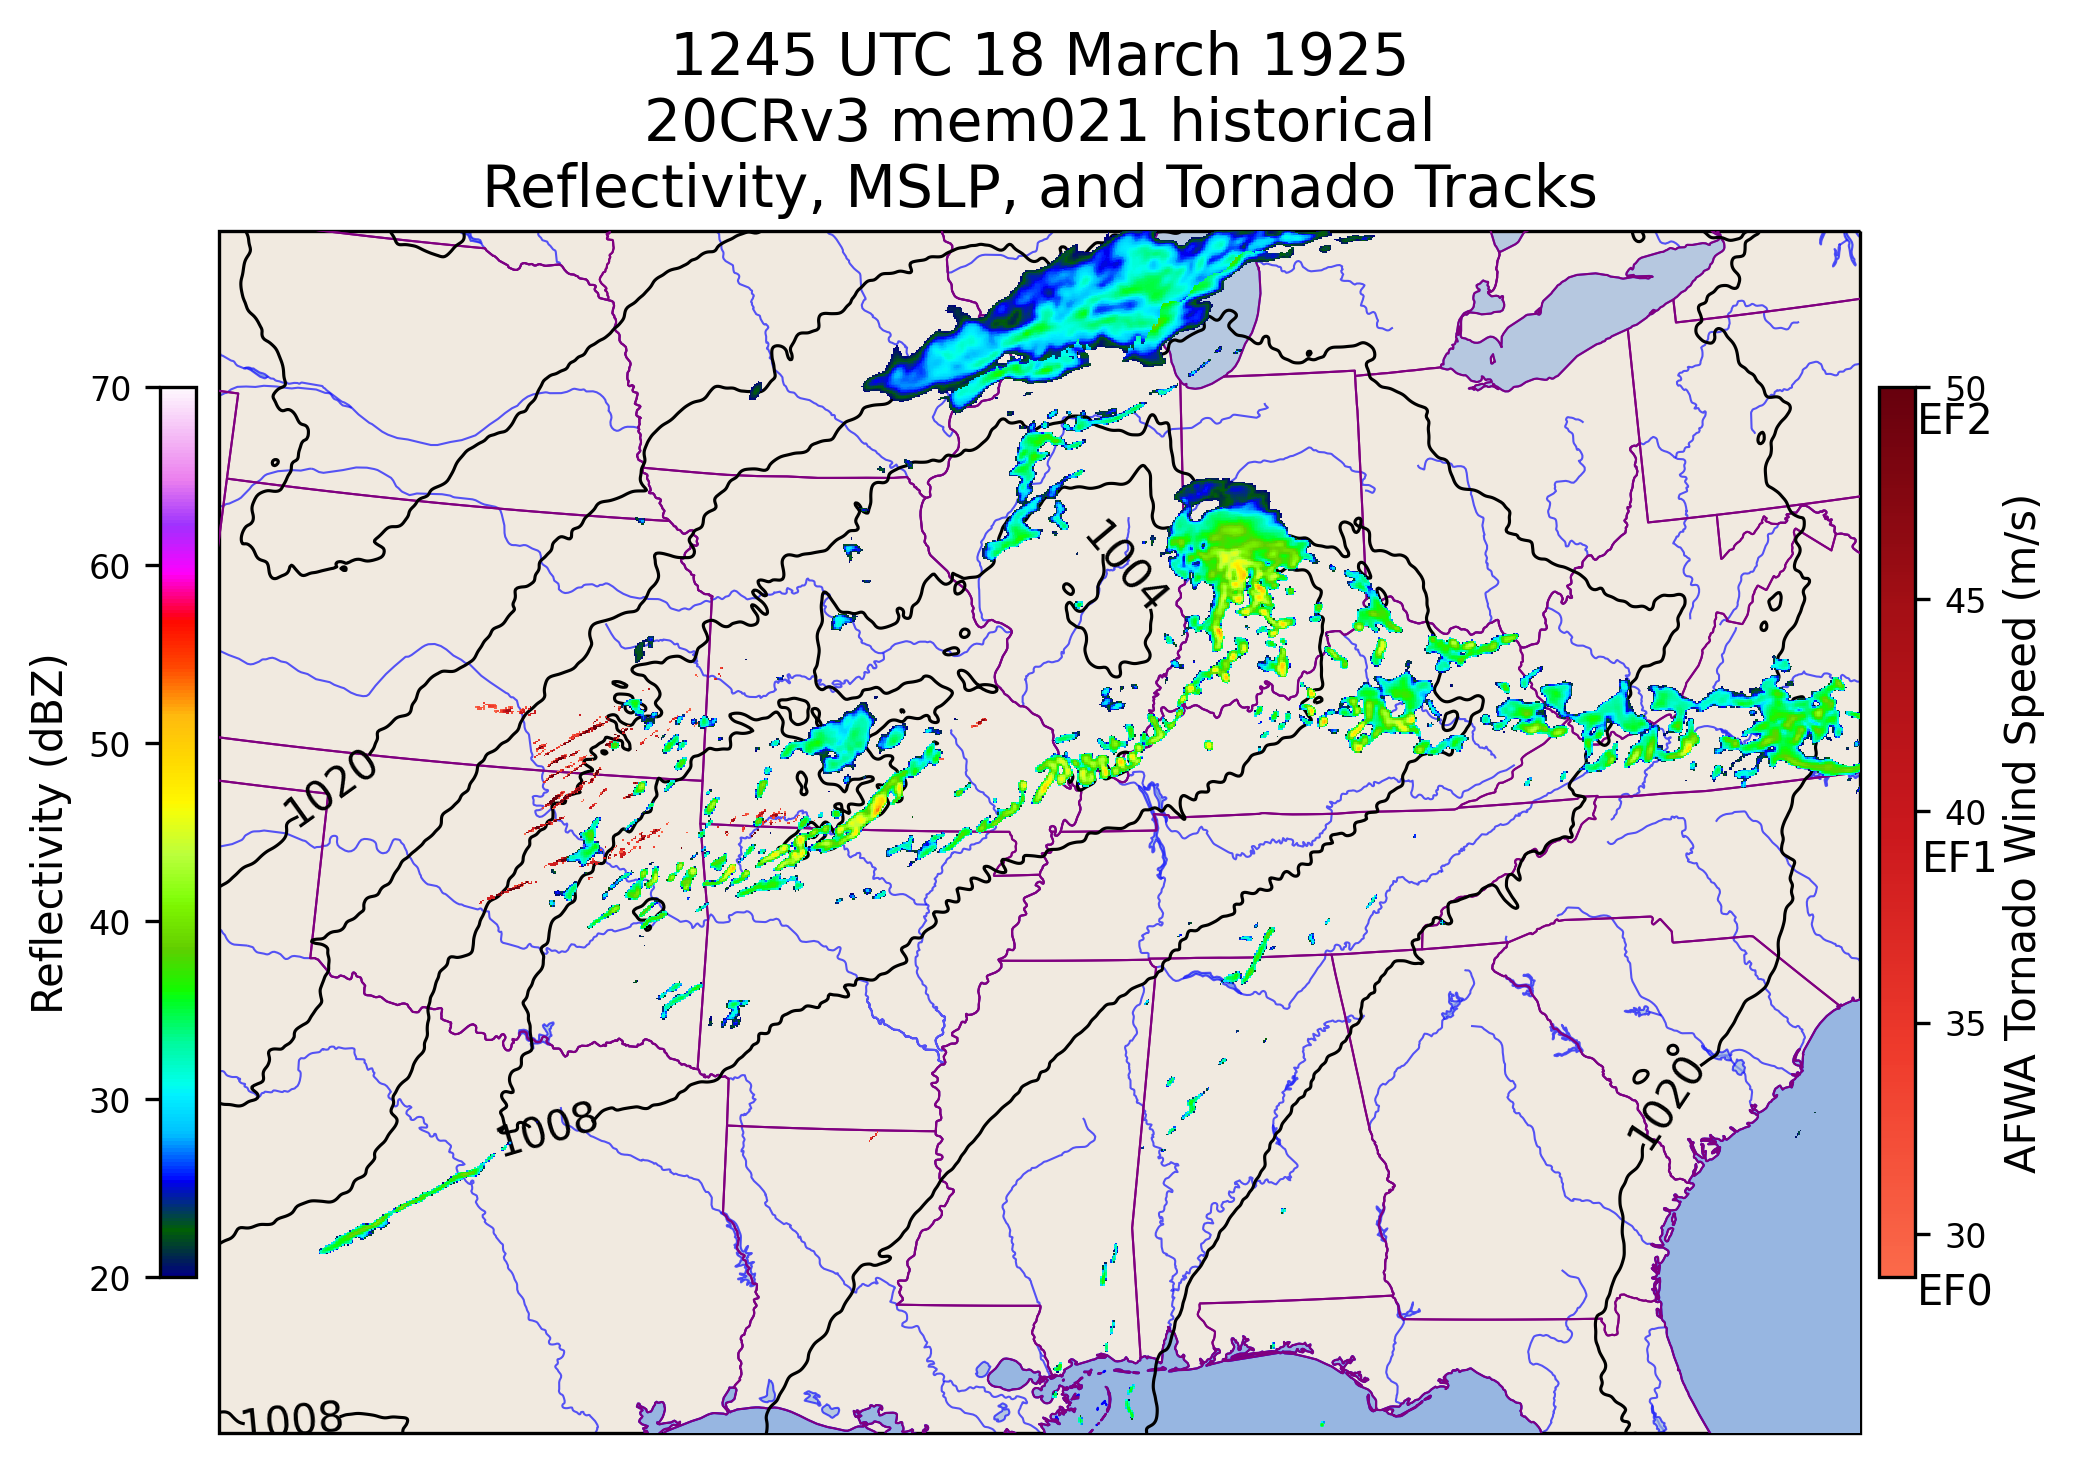 1245 UTC 18 March 1925
20CRv3 mem021 historical
Reflectivity, MSLP, and Tornado Tracks
Reflectivity (dBZ)
70
60
50
40
30
20
1004
1020
1008
1020
1008
50
EF2
45
40
EF1
35
30
EF0
AFWA Tornado Wind Speed (m/s)